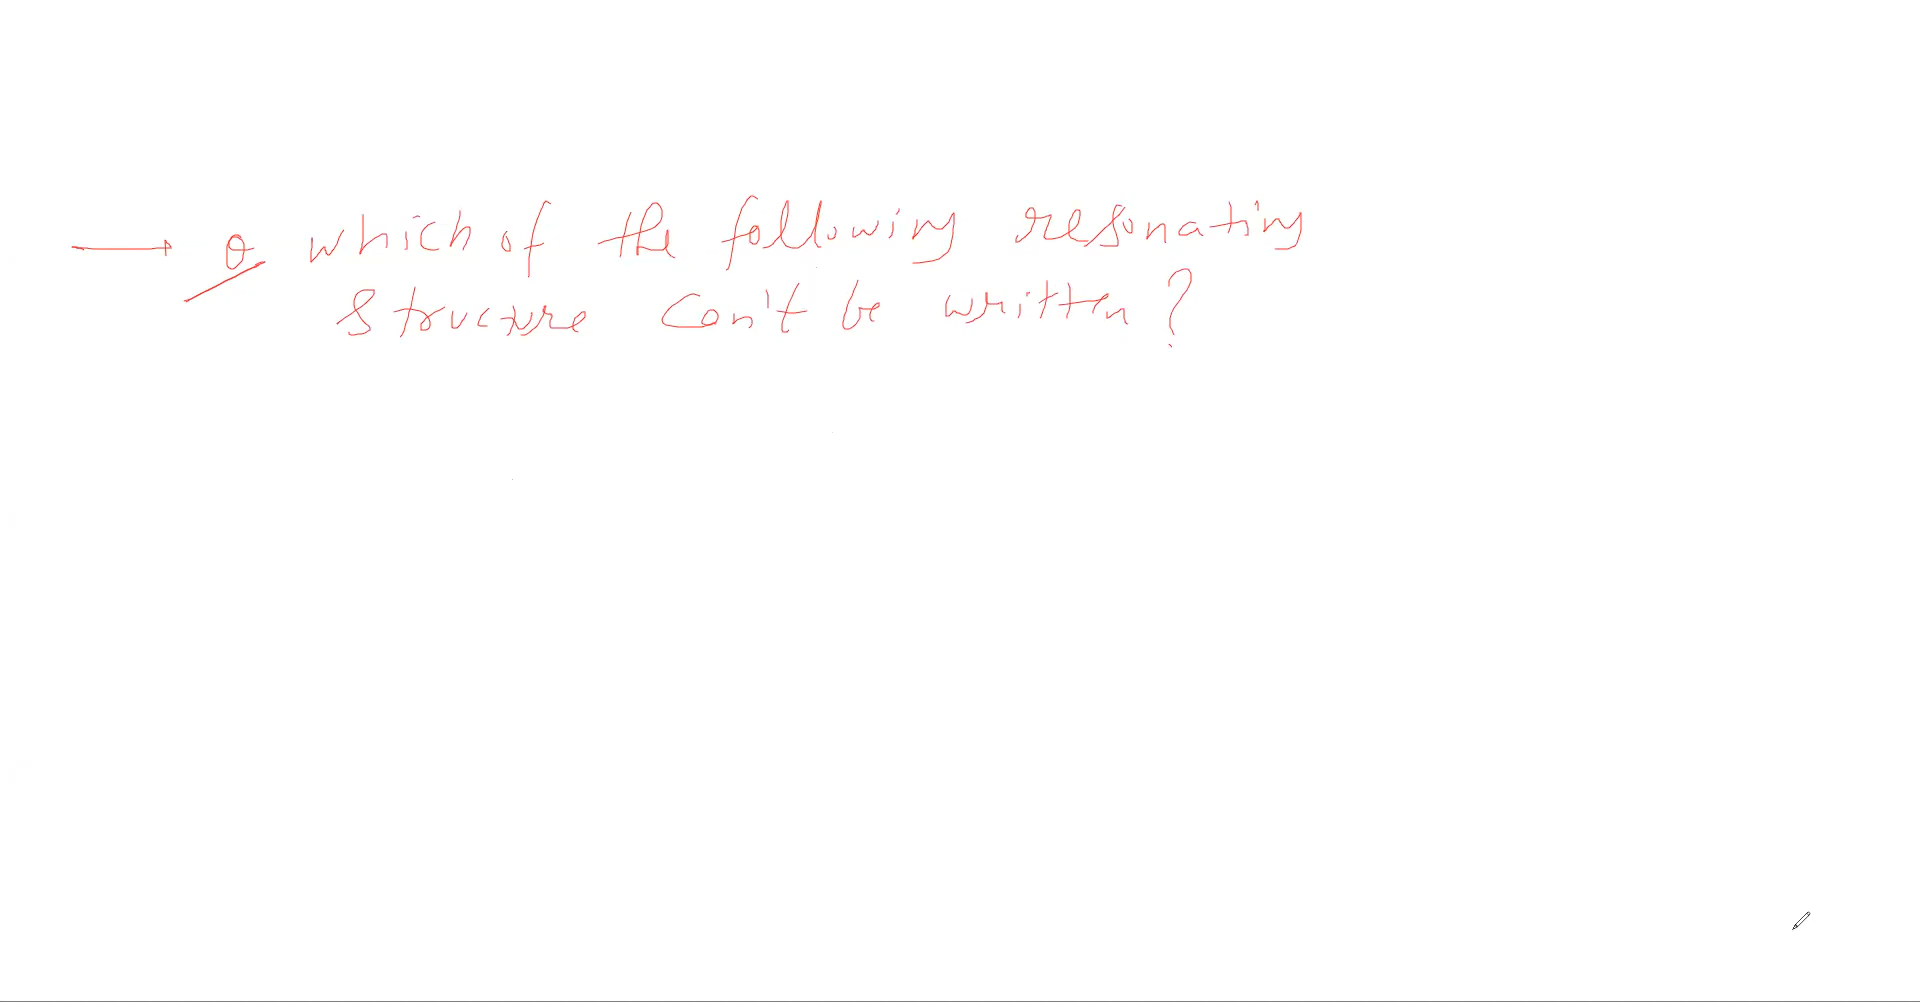 → Q which of the following resonating
structure can't be written?